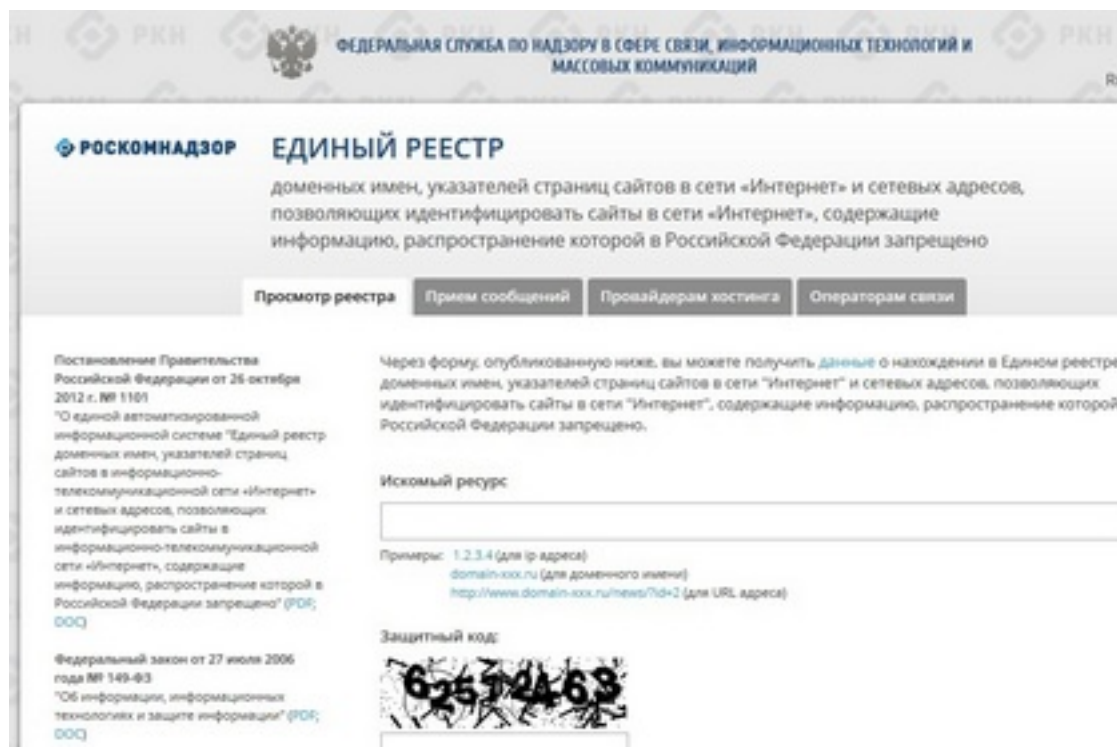 РКН
РКН
ФЕДЕРАЛЬНАЯ СЛУЖБА ПО НАДЗОРУ В СФЕРЕ СВЯЗИ, ИНФОРМАЦИОННЫХ ТЕХНОЛОГИЙ И
МАССОВЫХ КОММУНИКАЦИЙ
РОСКОМНАДЗОР
ЕДИНЫЙ РЕЕСТР
доменных имен, указателей страниц сайтов в сети «Интернет» и сетевых адресов,
позволяющих идентифицировать сайты в сети «Интернет», содержащие
информацию, распространение которой в Российской Федерации запрещено
Просмотр реестра Прием сообщений Провайдерам хостинга Операторам связи
Постановление Правительства
Российской Федерации от 26 октября
2012 г. № 1101
"О единой автоматизированной
информационной системе "Единый реестр
доменных имен, указателей страниц
сайтов в информационно-
телекоммуникационной сети «Интернет»
и сетевых адресов, позволяющих
идентифицировать сайты в
информационно-телекоммуникационной
сети «Интернет», содержащие
информацию, распространение которой в
Российской Федерации запрещено" (PDF;
DOC)
Федеральный закон от 27 июля 2006
года № 149-ФЗ
"Об информации, информационных
технологиях и защите информации" (PDF;
DOC)
Через форму, опубликованную ниже, вы можете получить данные о нахождении в Едином реестре
доменных имен, указателей страниц сайтов в сети "Интернет" и сетевых адресов, позволяющих
идентифицировать сайты в сети "Интернет", содержащие информацию, распространение которой
Российской Федерации запрещено.
Искомый ресурс
Примеры: 1.2.3.4 (для ip адреса)
domain-xxx.ru (для доменного имени)
http://www.domain-xxx.ru/news/?id=2 (для URL адреса)
Защитный код: